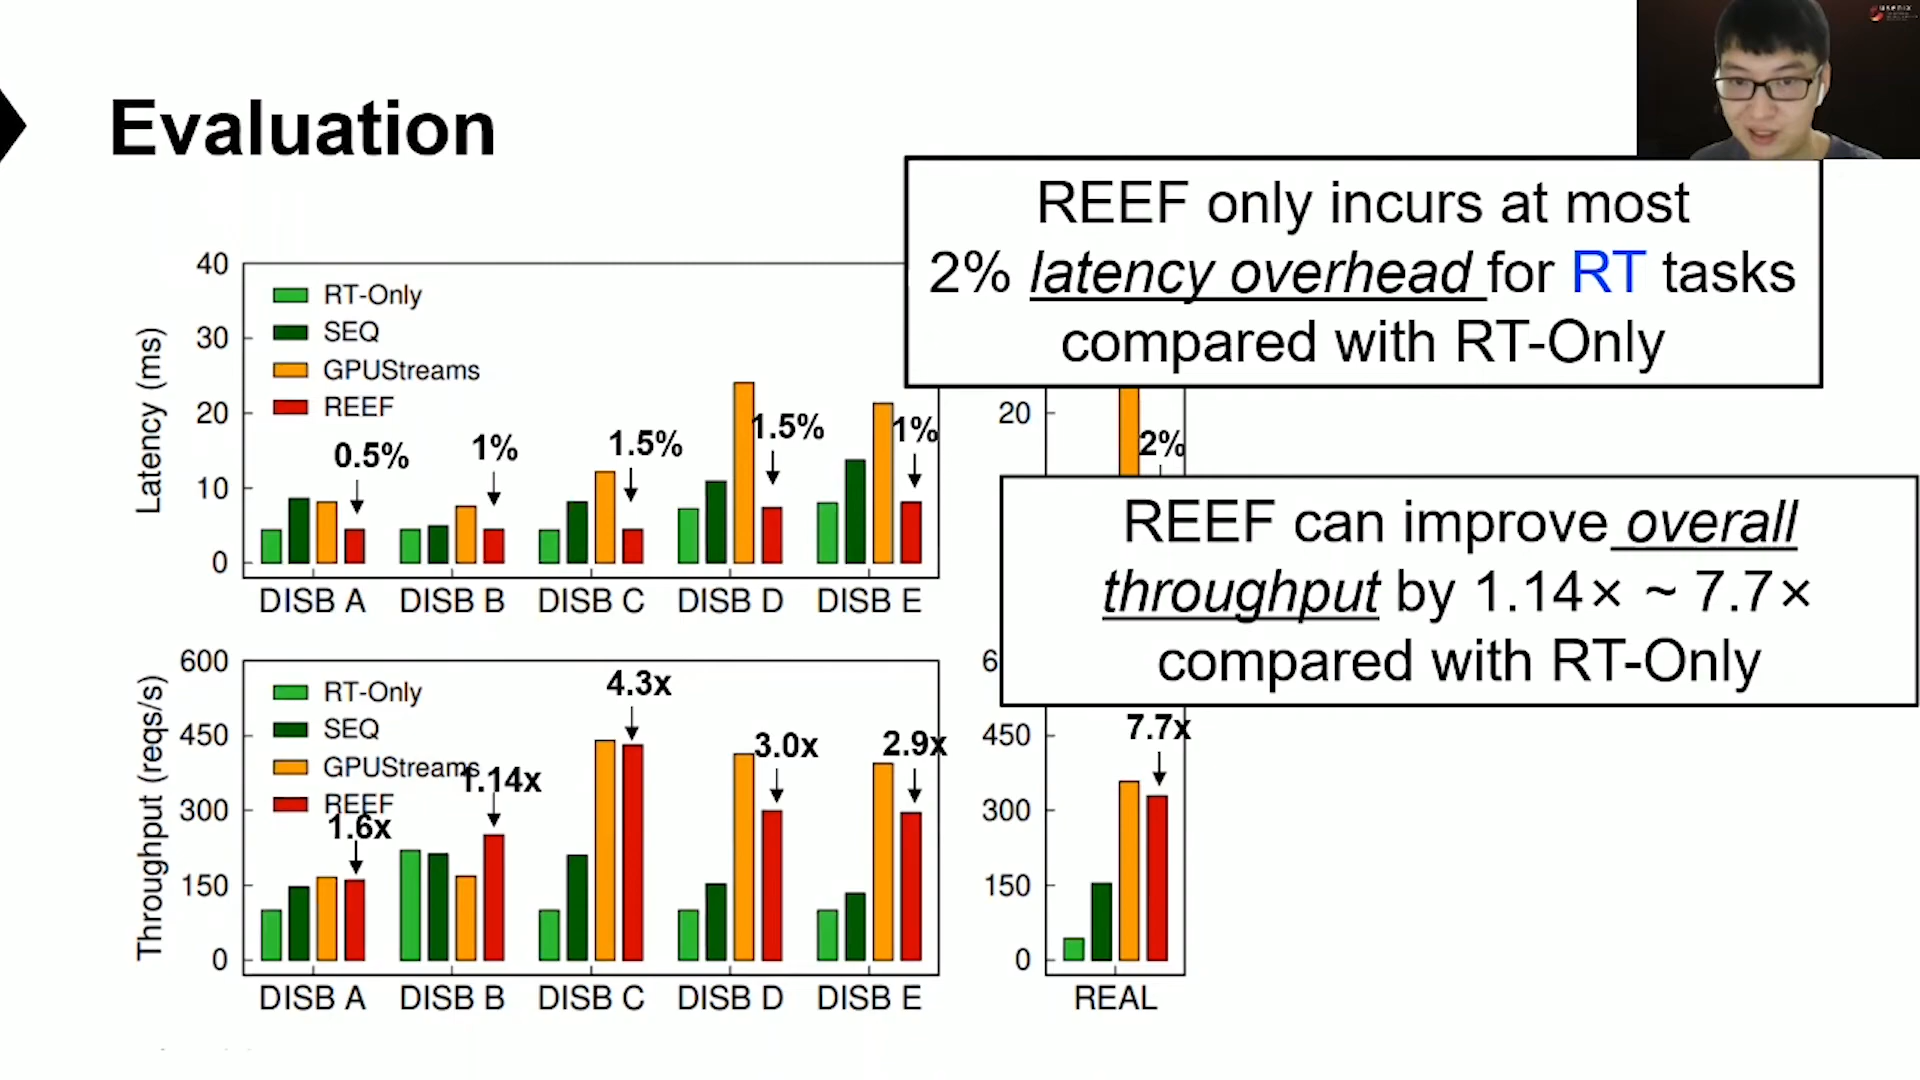 usenix
Evaluation
REEF only incurs at most
2% latency overhead for RT tasks
compared with RT-Only
40
30
20
10
0
Latency (ms)
RT-Only
SEQ
GPUStreams
REEF
0.5%
1%
1.5%
1.5%
1%
DISB A
DISB B
DISB C
DISB D
DISB E
20
2%
REEF can improve overall
throughput by 1.14× ~ 7.7×
compared with RT-Only
600
450
300
150
0
Throughput (reqs/s)
RT-Only
SEQ
GPUStreams
REEF
1.6x
1.14x
4.3x
3.0x
2.9x
DISB A
DISB B
DISB C
DISB D
DISB E
6
450
300
150
0
7.7x
REAL